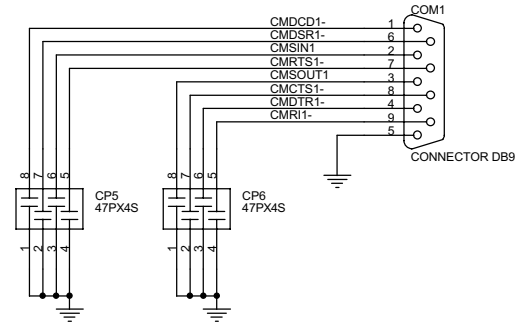 COM1
CMDCD1- 1
CMDSR1- 6
CMSIN1 2
CMRTS1- 7
CMSOUT1 3
CMCTS1- 8
CMDTR1- 4
CMRI1- 9
5
CONNECTOR DB9
8 7 6 5
CP5
47PX4S
1 2 3 4
8 7 6 5
CP6
47PX4S
1 2 3 4